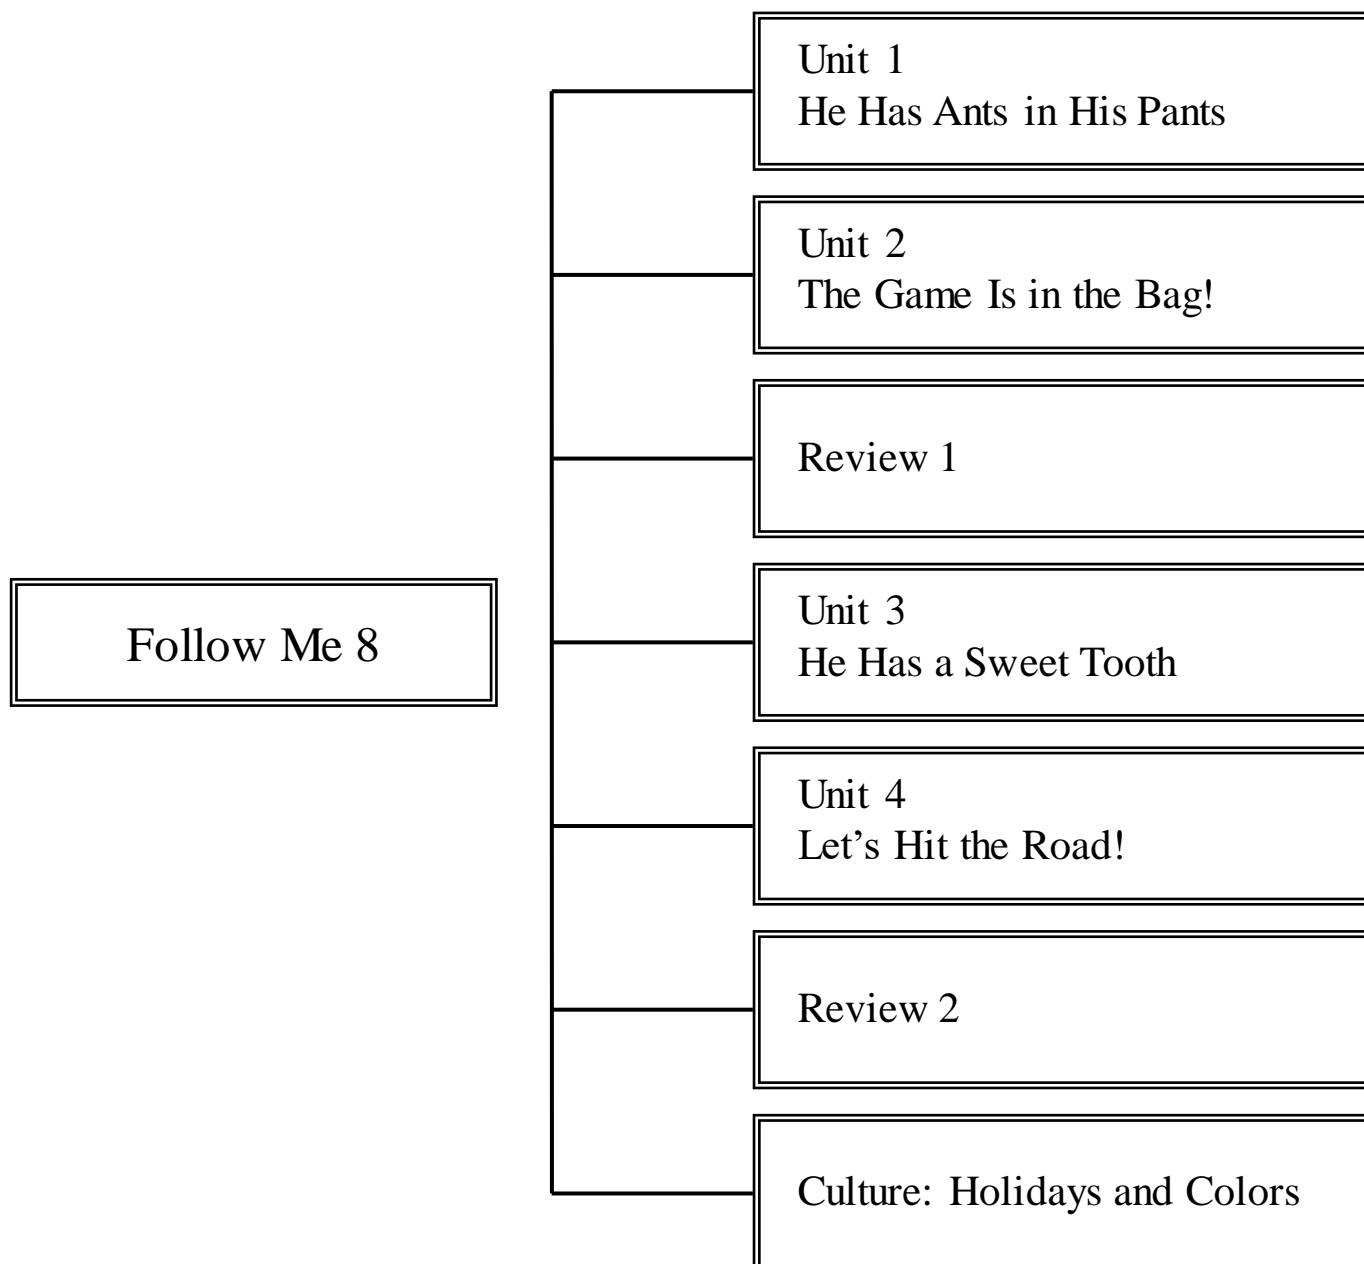 Follow Me 8
Unit 1
He Has Ants in His Pants
Unit 2
The Game Is in the Bag!
Review 1
Unit 3
He Has a Sweet Tooth
Unit 4
Let’s Hit the Road!
Review 2
Culture: Holidays and Colors